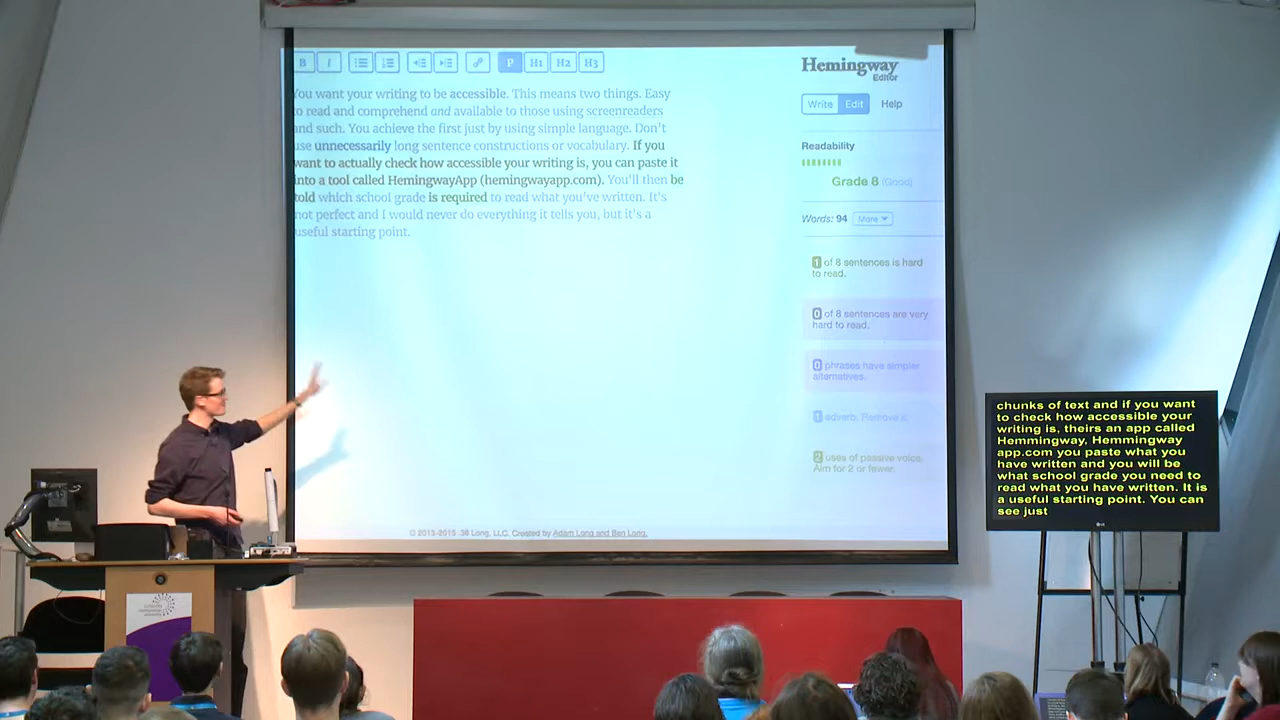 B I P H1 H2 H3
You want your writing to be accessible. This means two things. Easy
to read and comprehend and available to those using screenreaders
and such. You achieve the first just by using simple language. Don't
use unnecessarily long sentence constructions or vocabulary. If you
want to actually check how accessible your writing is, you can paste it
into a tool called HemingwayApp (hemingwayapp.com). You'll then be
told which school grade is required to read what you've written. It's
not perfect and I would never do everything it tells you, but it's a
useful starting point.
© 2013-2015 .38 Long, LLC. Created by Adam Long and Ben Long.
Hemingway
Editor
Write Edit Help
Readability
Grade 8 (Good)
Words: 94 More
1 of 8 sentences is hard
to read.
0 of 8 sentences are very
hard to read.
0 phrases have simpler
alternatives.
1 adverb. Remove it.
2 uses of passive voice.
Aim for 2 or fewer.
chunks of text and if you want
to check how accessible your
writing is, theirs an app called
Hemmingway, Hemmingway
app.com you paste what you
have written and you will be
what school grade you need to
read what you have written. It is
a useful starting point. You can
see just
LG